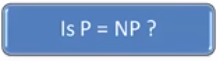 Is P = NP ?